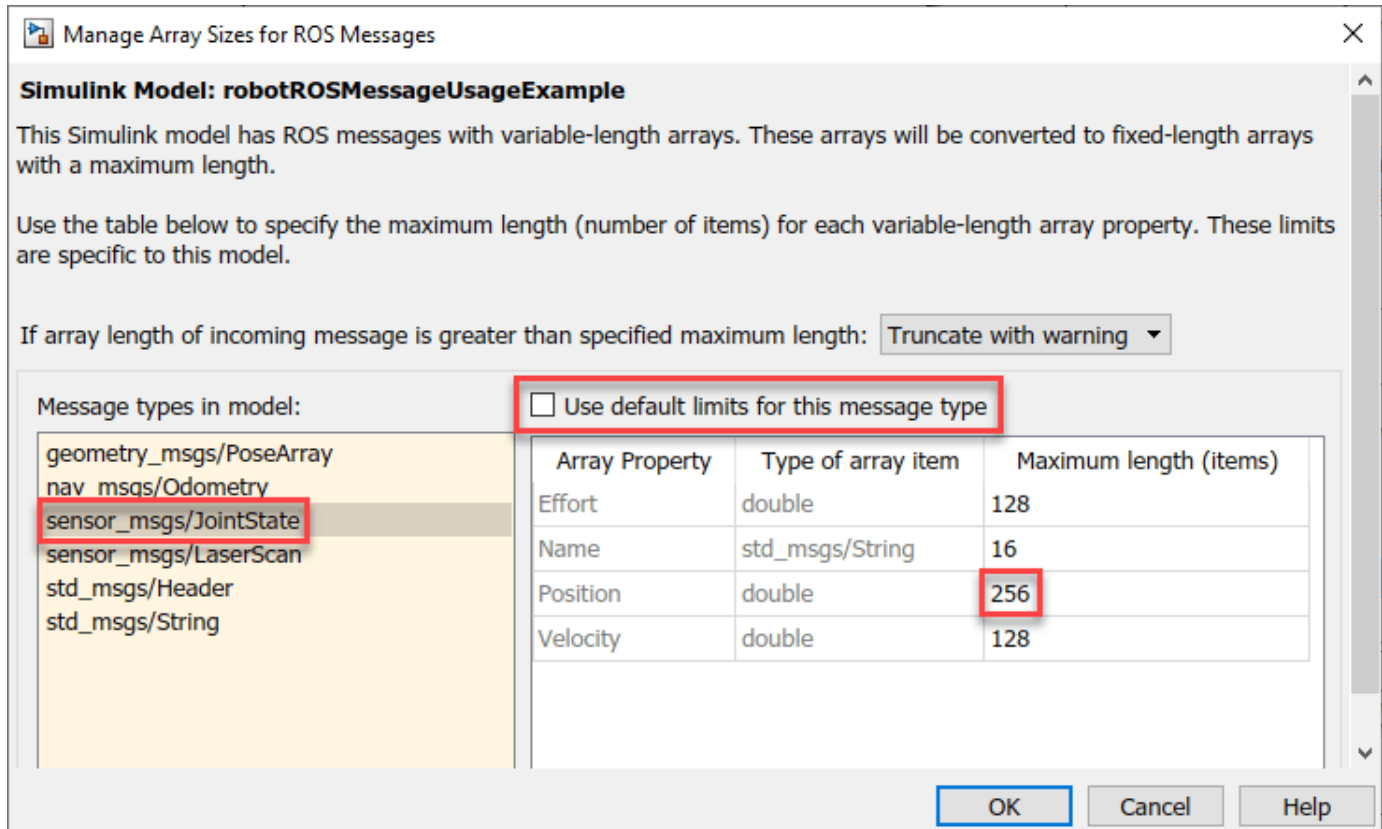 Manage Array Sizes for ROS Messages
Simulink Model: robotROSMessageUsageExample
This Simulink model has ROS messages with variable-length arrays. These arrays will be converted to fixed-length arrays
with a maximum length.
Use the table below to specify the maximum length (number of items) for each variable-length array property. These limits
are specific to this model.
If array length of incoming message is greater than specified maximum length: Truncate with warning
Message types in model:
geometry_msgs/PoseArray
nav_msgs/Odometry
sensor_msgs/JointState
sensor_msgs/LaserScan
std_msgs/Header
std_msgs/String
Use default limits for this message type
Array Property Type of array item Maximum length (items)
Effort double 128
Name std_msgs/String 16
Position double 256
Velocity double 128
OK Cancel Help